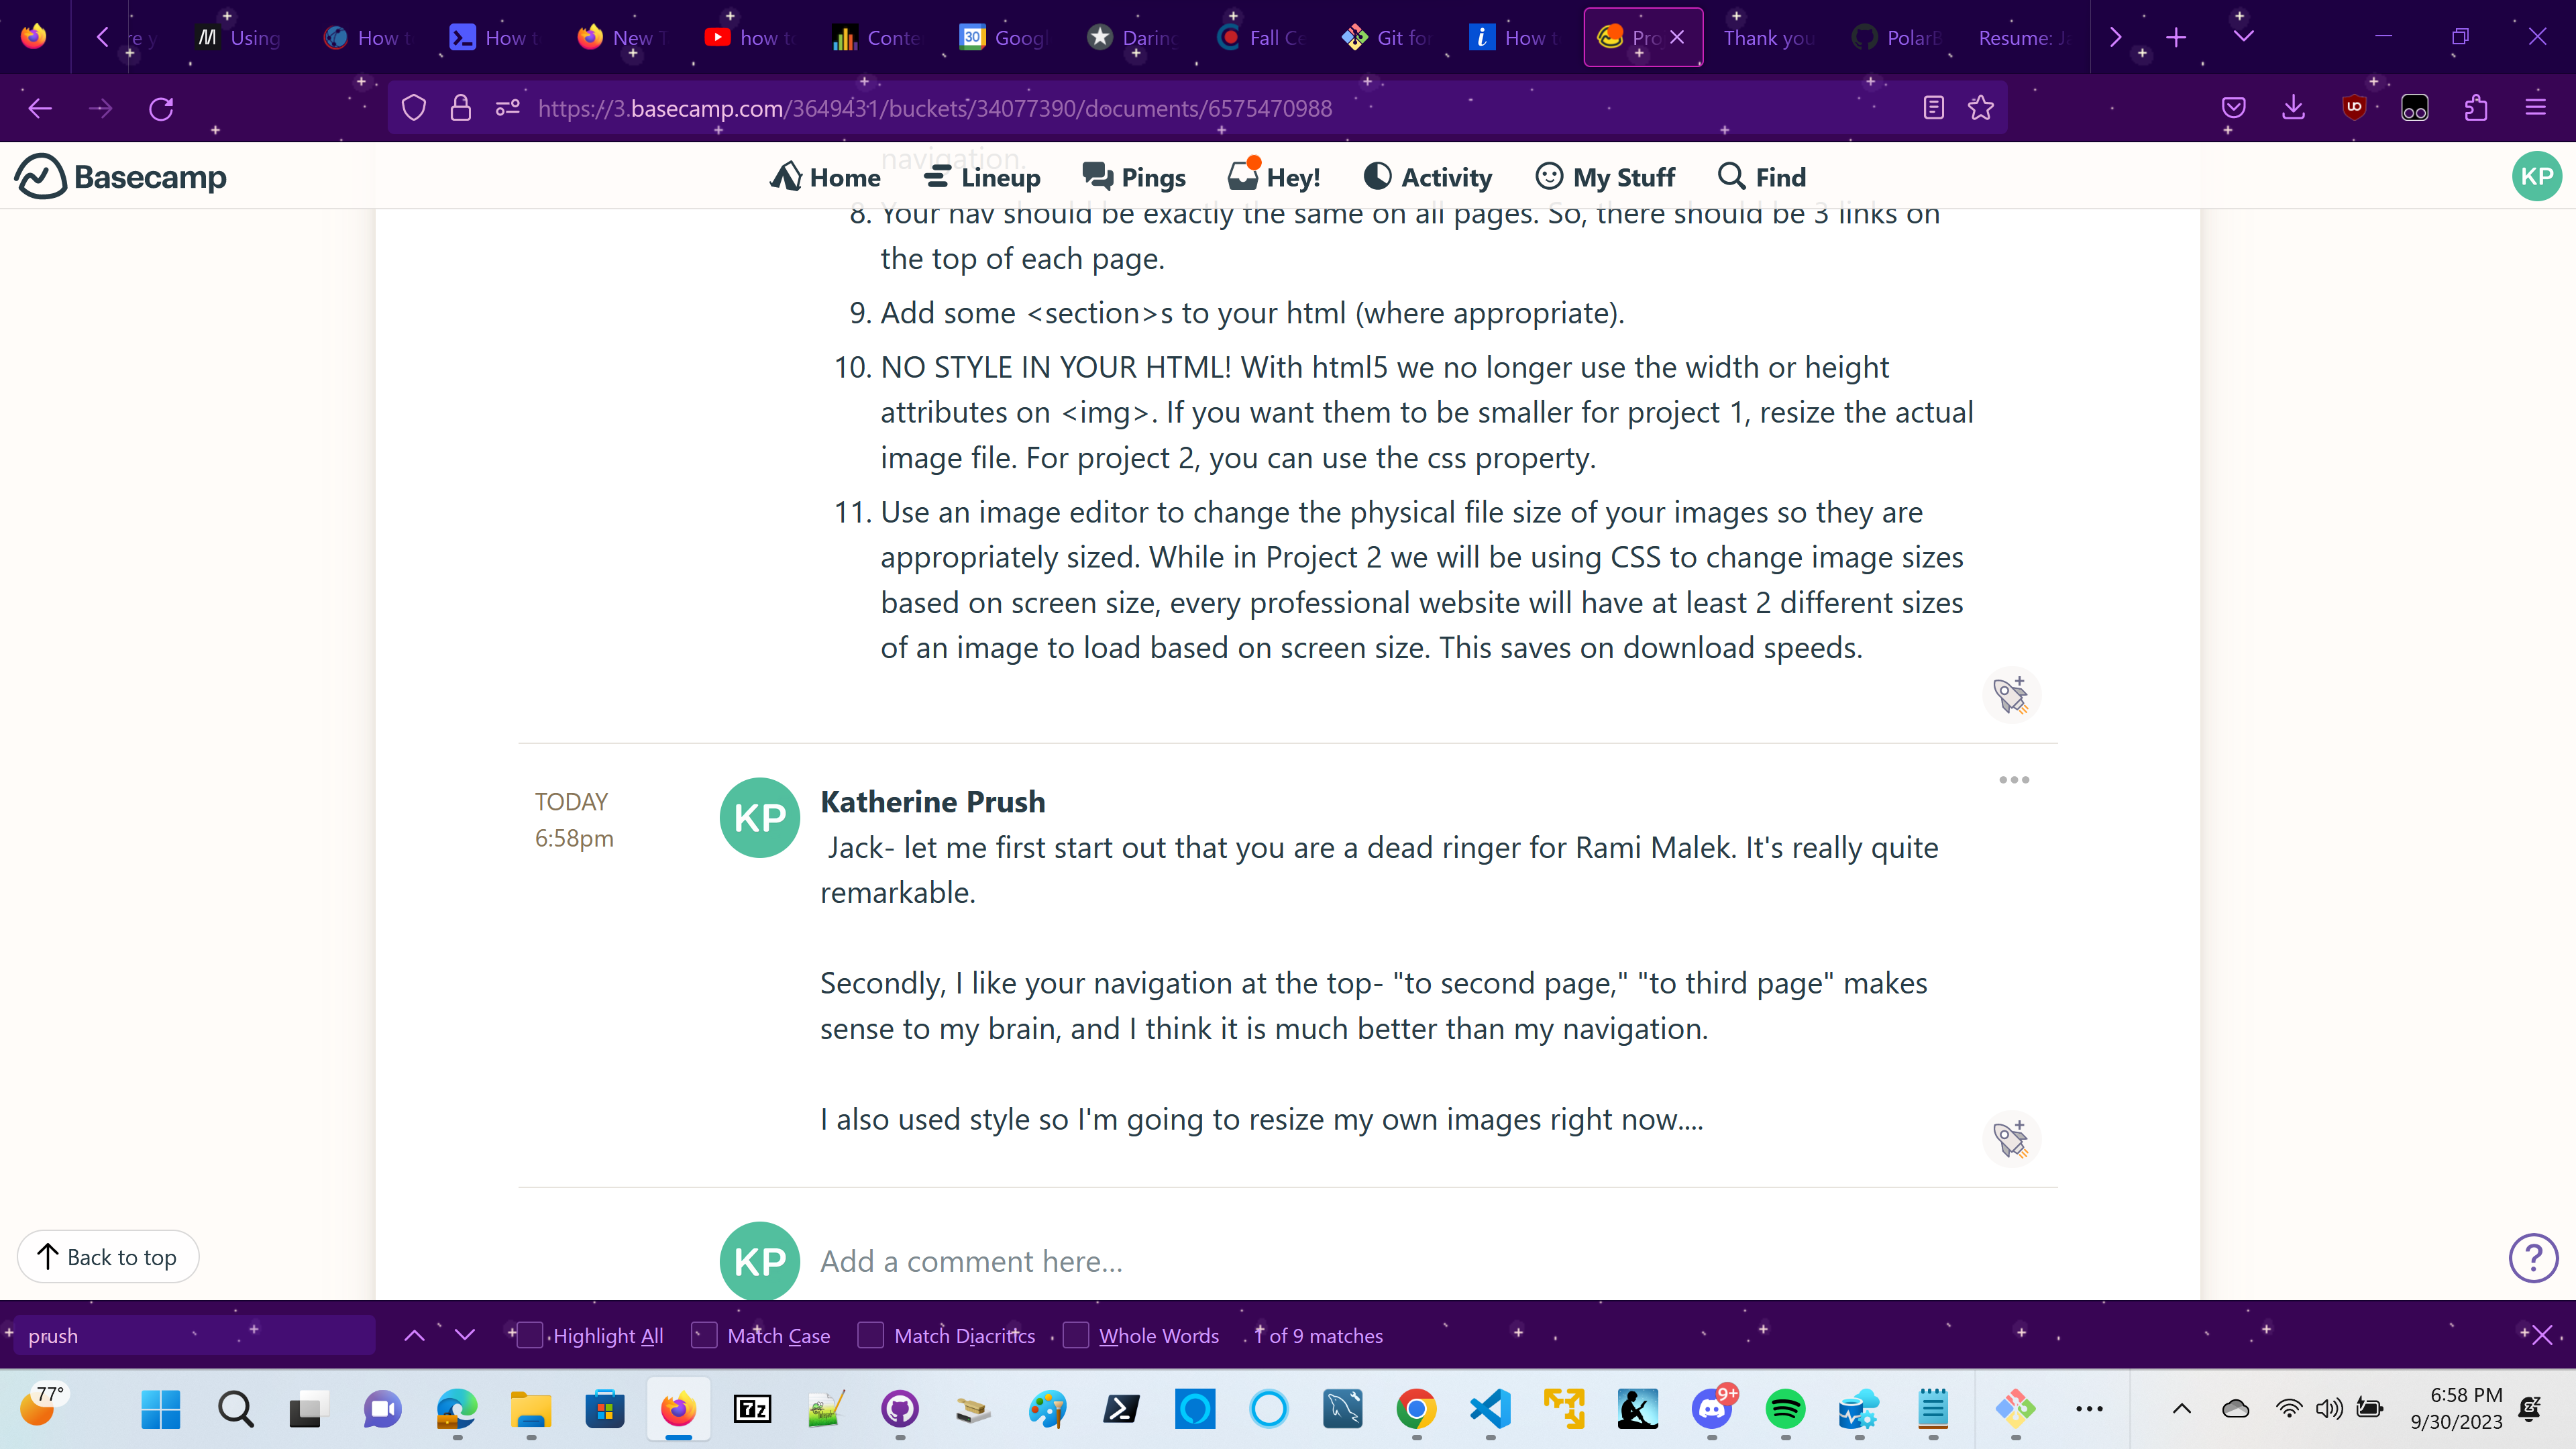 re y
Using
How t
How t
New T
how to
Conte
30 Googl
Daring
Fall Ce
Git for
How t
Pro
Thank you
PolarB
Resume: Ja
https://3.basecamp.com/3649431/buckets/34077390/documents/6575470988
Basecamp
Home
Lineup
Pings
Hey!
Activity
My Stuff
Find
KP
navigation.
8. Your nav should be exactly the same on all pages. So, there should be 3 links on
the top of each page.
9. Add some <section>s to your html (where appropriate).
10. NO STYLE IN YOUR HTML! With html5 we no longer use the width or height
attributes on <img>. If you want them to be smaller for project 1, resize the actual
image file. For project 2, you can use the css property.
11. Use an image editor to change the physical file size of your images so they are
appropriately sized. While in Project 2 we will be using CSS to change image sizes
based on screen size, every professional website will have at least 2 different sizes
of an image to load based on screen size. This saves on download speeds.
TODAY
6:58pm
KP
Katherine Prush
Jack- let me first start out that you are a dead ringer for Rami Malek. It's really quite
remarkable.
Secondly, I like your navigation at the top- "to second page," "to third page" makes
sense to my brain, and I think it is much better than my navigation.
I also used style so I'm going to resize my own images right now....
KP
Add a comment here...
Back to top
?
prush
Highlight All
Match Case
Match Diacritics
Whole Words
1 of 9 matches
77°
7z
9+
6:58 PM
9/30/2023